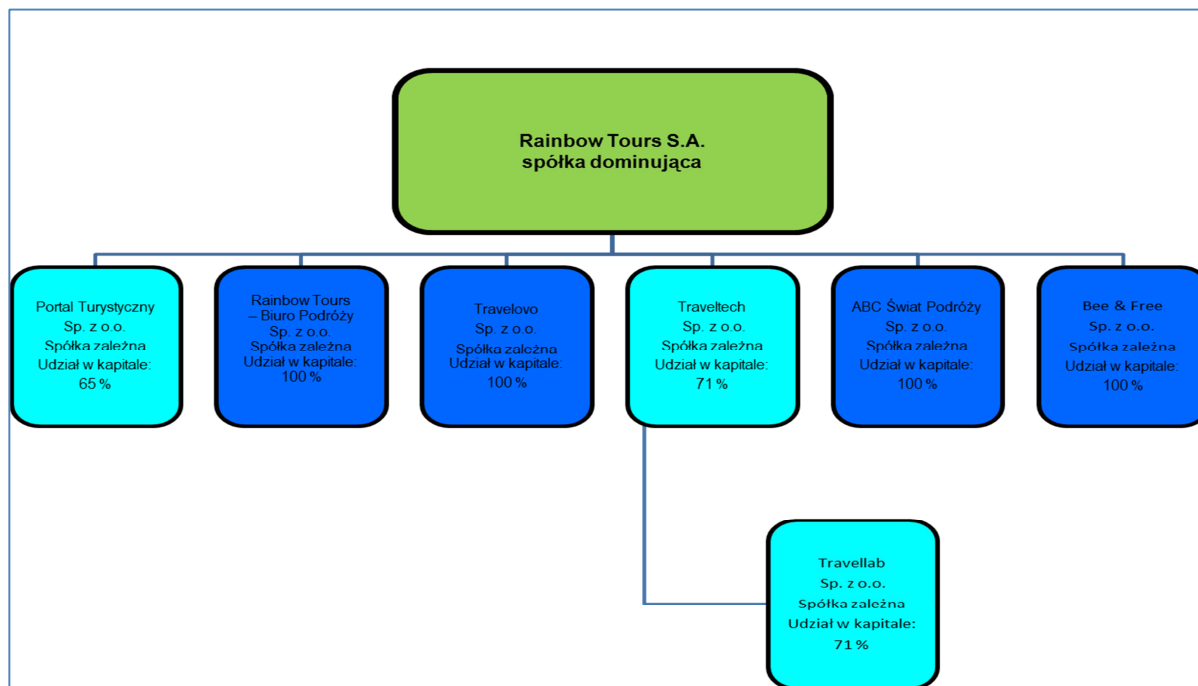 Rainbow Tours S.A.
spółka dominująca
Portal Turystyczny
Sp. z o.o.
Spółka zależna
Udział w kapitale:
65 %
Rainbow Tours
– Biuro Podróży
Sp. z o.o.
Spółka zależna
Udział w kapitale:
100 %
Travelovo
Sp. z o.o.
Spółka zależna
Udział w kapitale:
100 %
Traveltech
Sp. z o.o.
Spółka zależna
Udział w kapitale:
71 %
ABC Świat Podróży
Sp. z o.o.
Spółka zależna
Udział w kapitale:
100 %
Bee & Free
Sp. z o.o.
Spółka zależna
Udział w kapitale:
100 %
Travellab
Sp. z o.o.
Spółka zależna
Udział w kapitale:
71 %